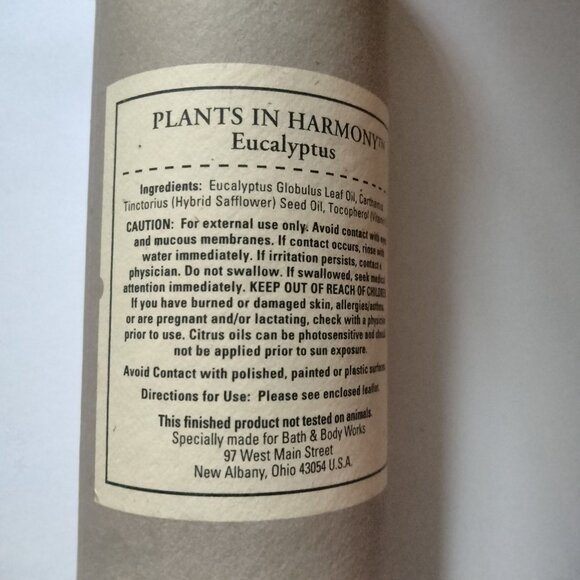 PLANTS IN HARMONY™
Eucalyptus
Ingredients: Eucalyptus Globulus Leaf Oil, Carthamus
Tinctorius (Hybrid Safflower) Seed Oil, Tocopherol (Vitamin
CAUTION: For external use only. Avoid contact with eyes
and mucous membranes. If contact occurs, rinse with
water immediately. If irritation persists, contact a
physician. Do not swallow. If swallowed, seek medical
attention immediately. KEEP OUT OF REACH OF CHILDREN
If you have burned or damaged skin, allergies/asthma,
or are pregnant and/or lactating, check with a physician
prior to use. Citrus oils can be photosensitive and should
not be applied prior to sun exposure.
Avoid Contact with polished, painted or plastic surfaces
Directions for Use: Please see enclosed leaflet.
This finished product not tested on animals.
Specially made for Bath & Body Works
97 West Main Street
New Albany, Ohio 43054 U.S.A.